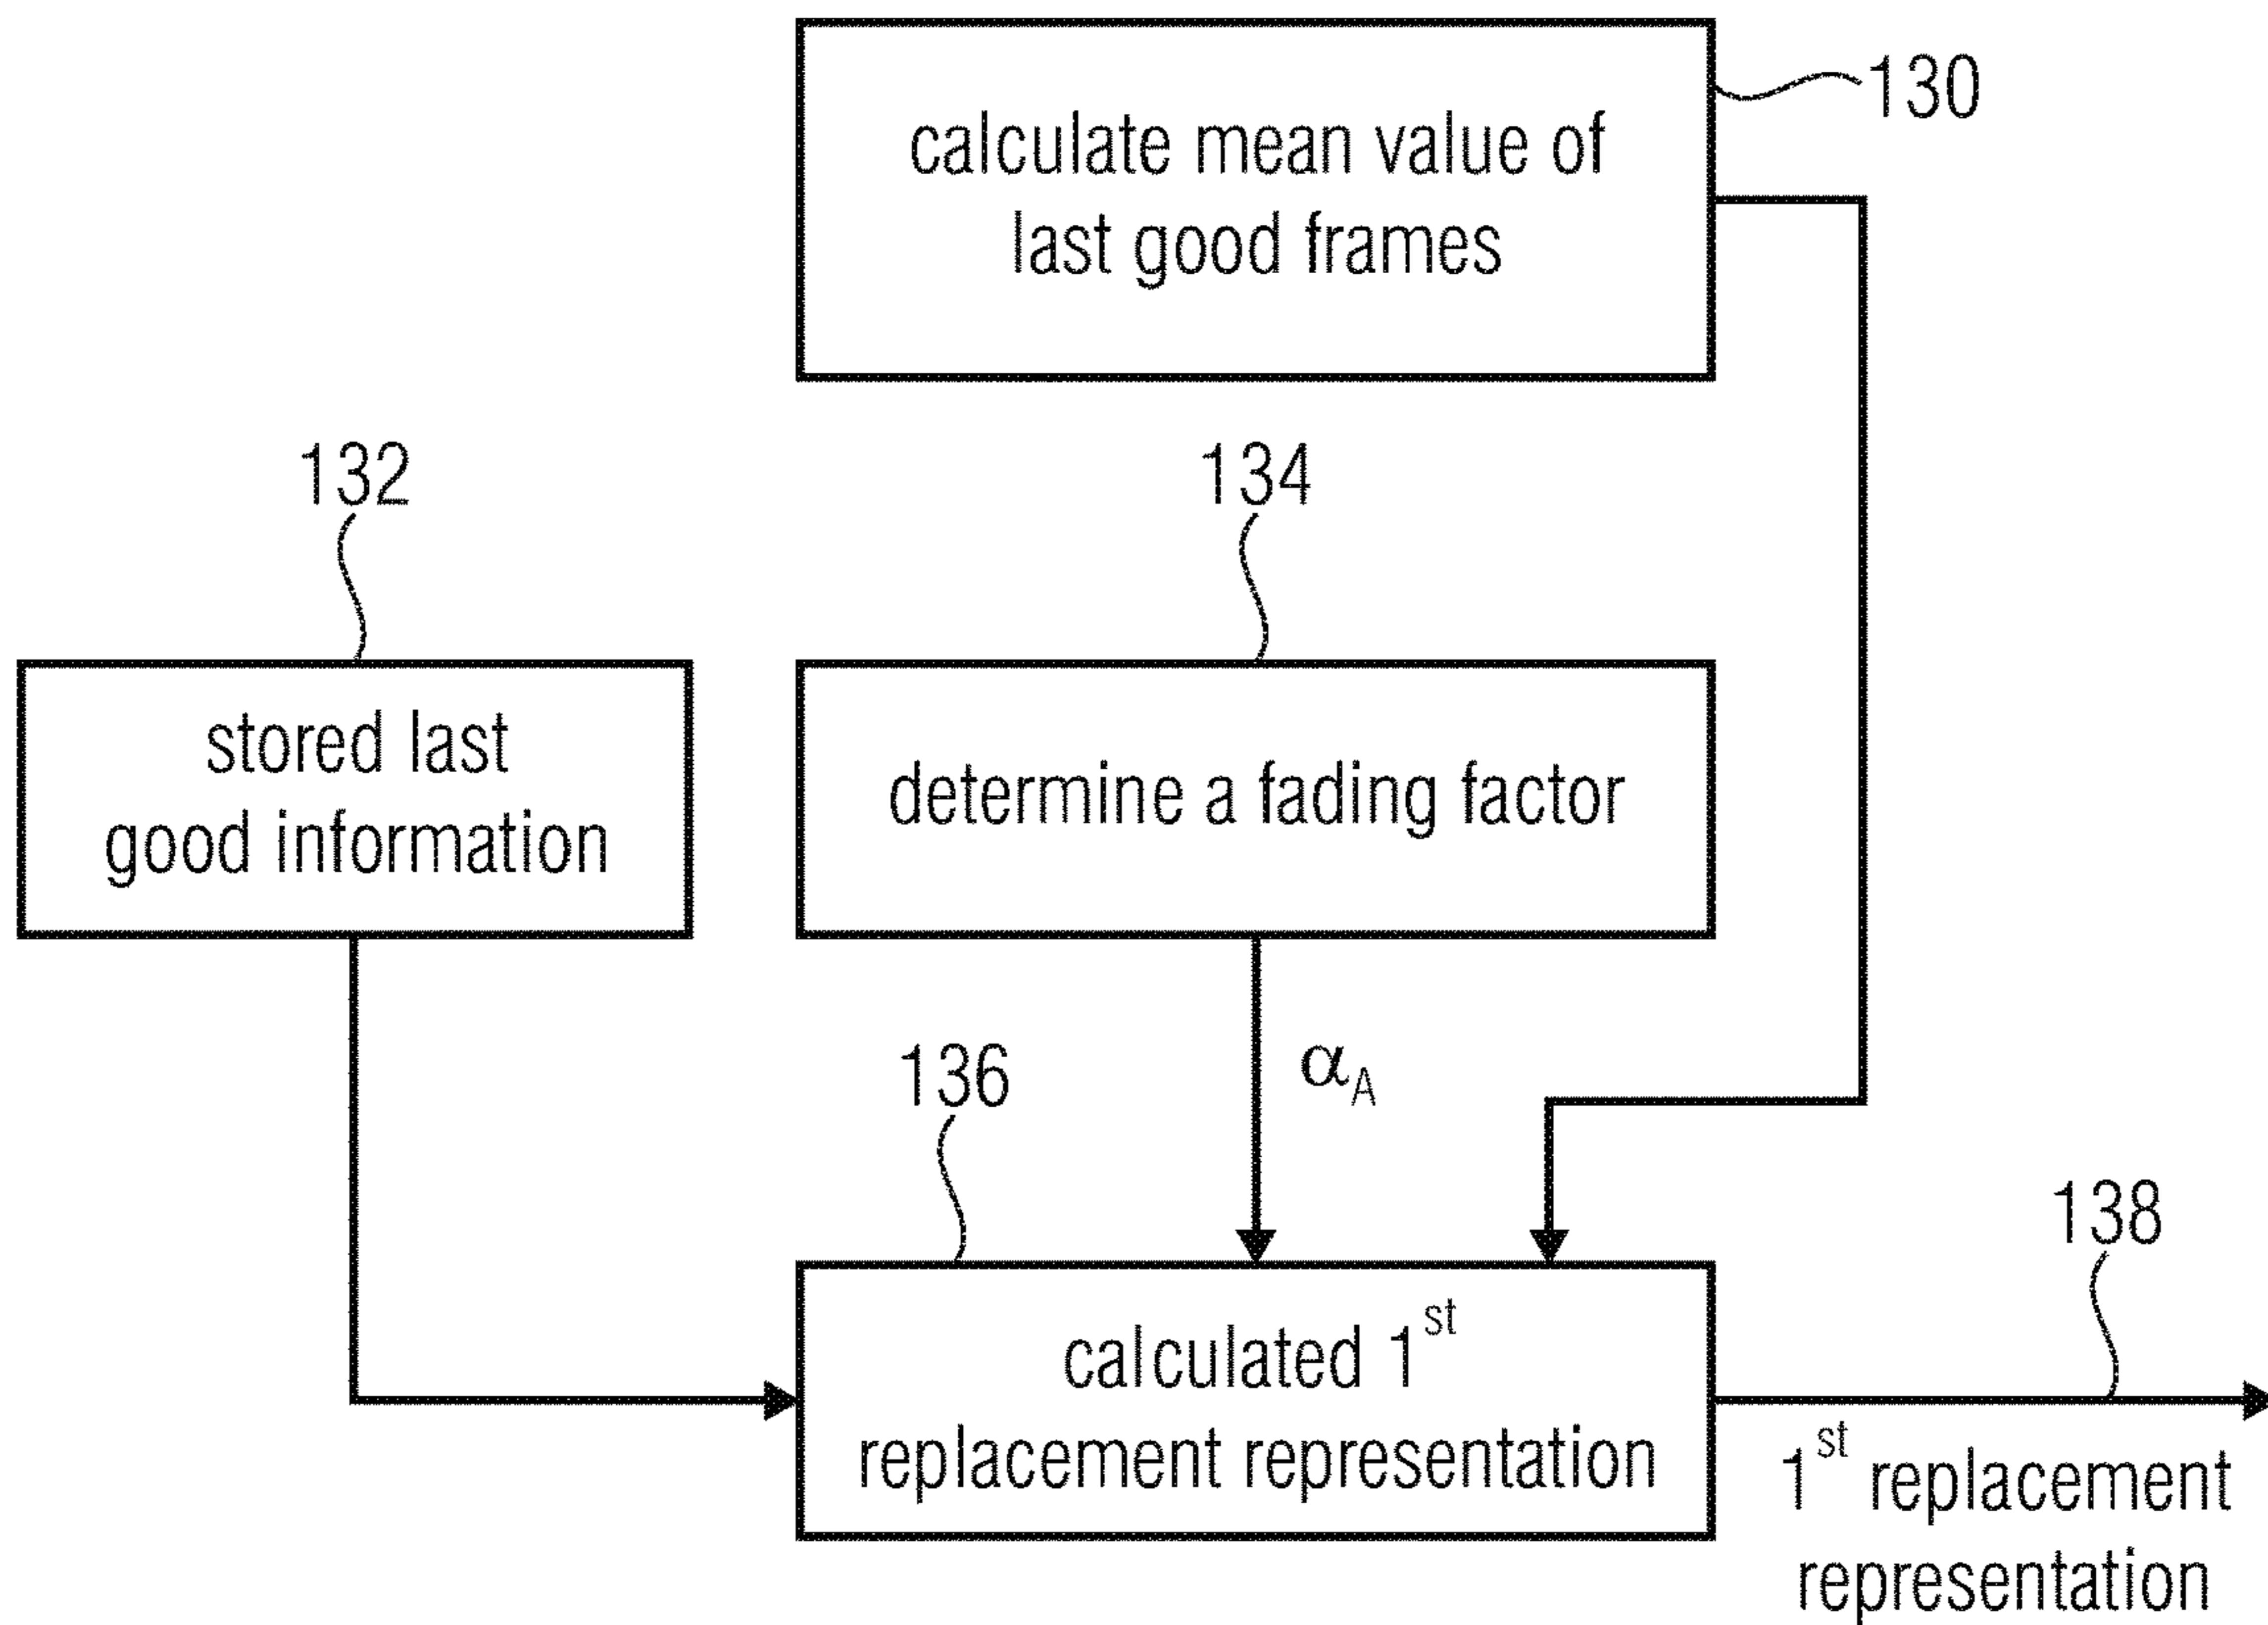 calculate mean value of
last good frames
130
132
134
stored last
good information
determine a fading factor
136
α_A
calculated 1st
replacement representation
138
1st replacement
representation